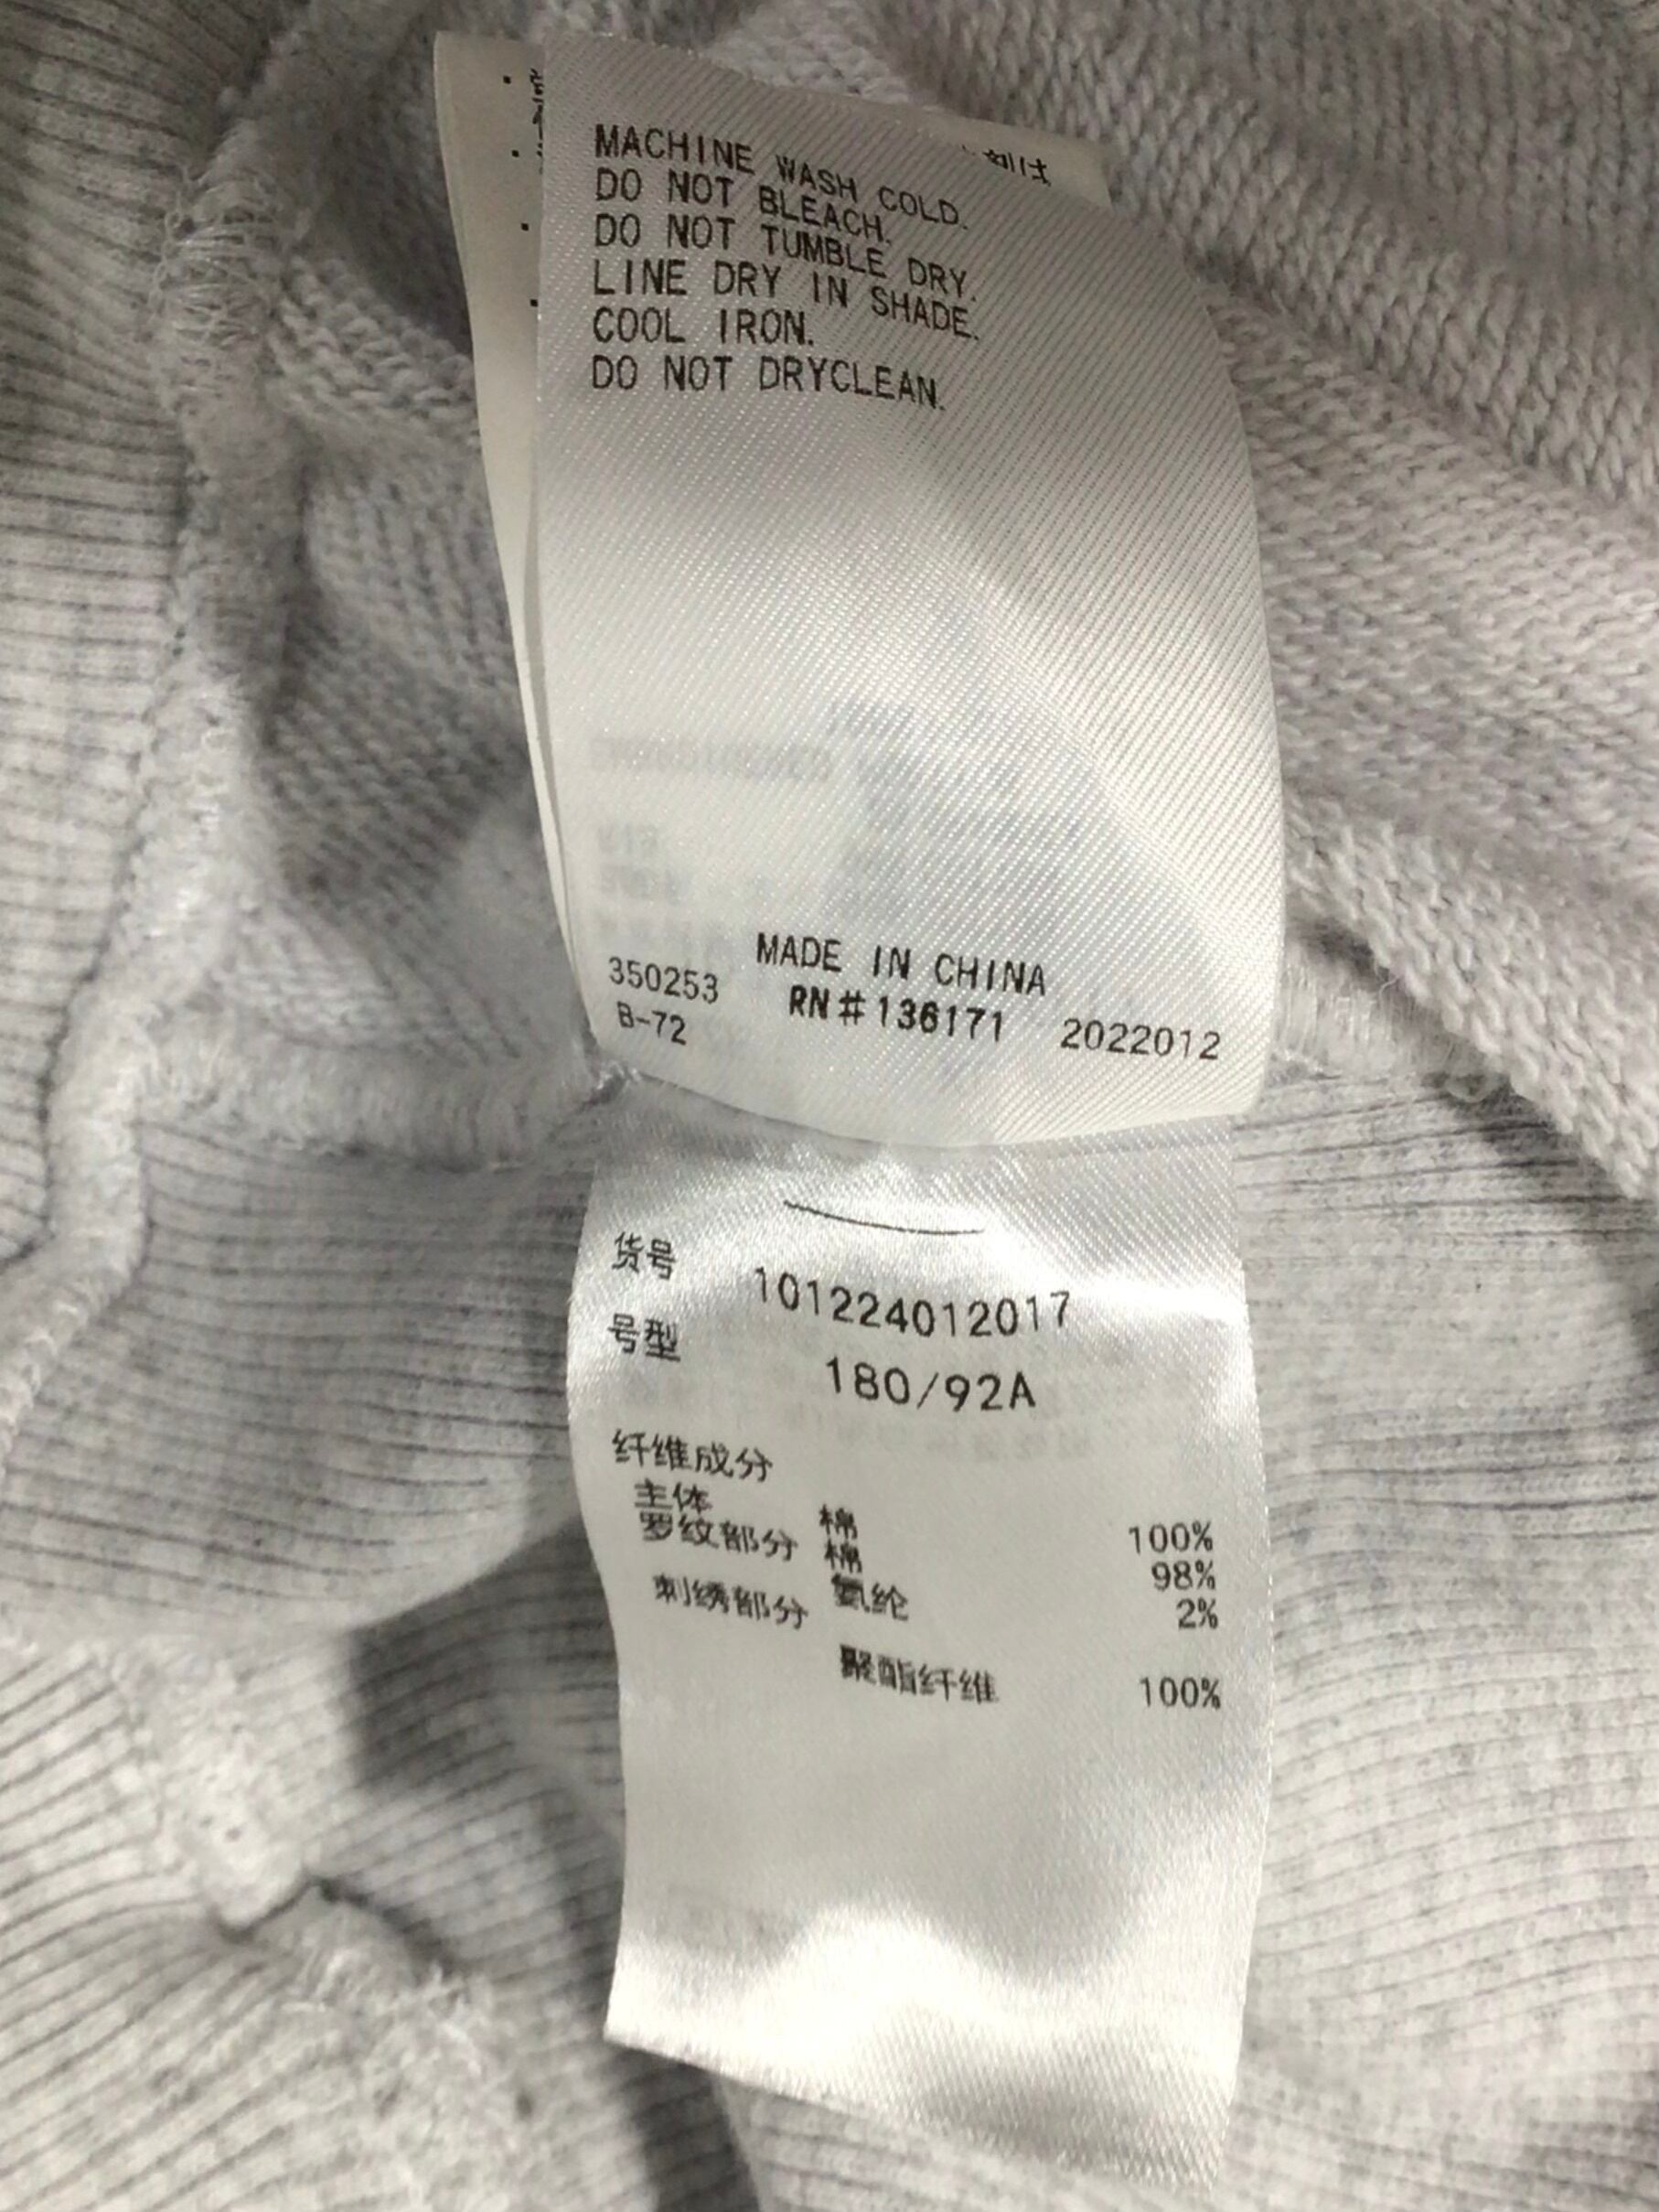 MACHINE WASH COLD.
DO NOT BLEACH.
DO NOT TUMBLE DRY.
LINE DRY IN SHADE.
COOL IRON.
DO NOT DRYCLEAN.
MADE IN CHINA
350253 RN#136171 2022012
B-72
货号 101224012017
号型 180/92A
纤维成分
主体 棉 100%
罗纹部分 棉 98%
氨纶 2%
刺绣部分
聚酯纤维 100%